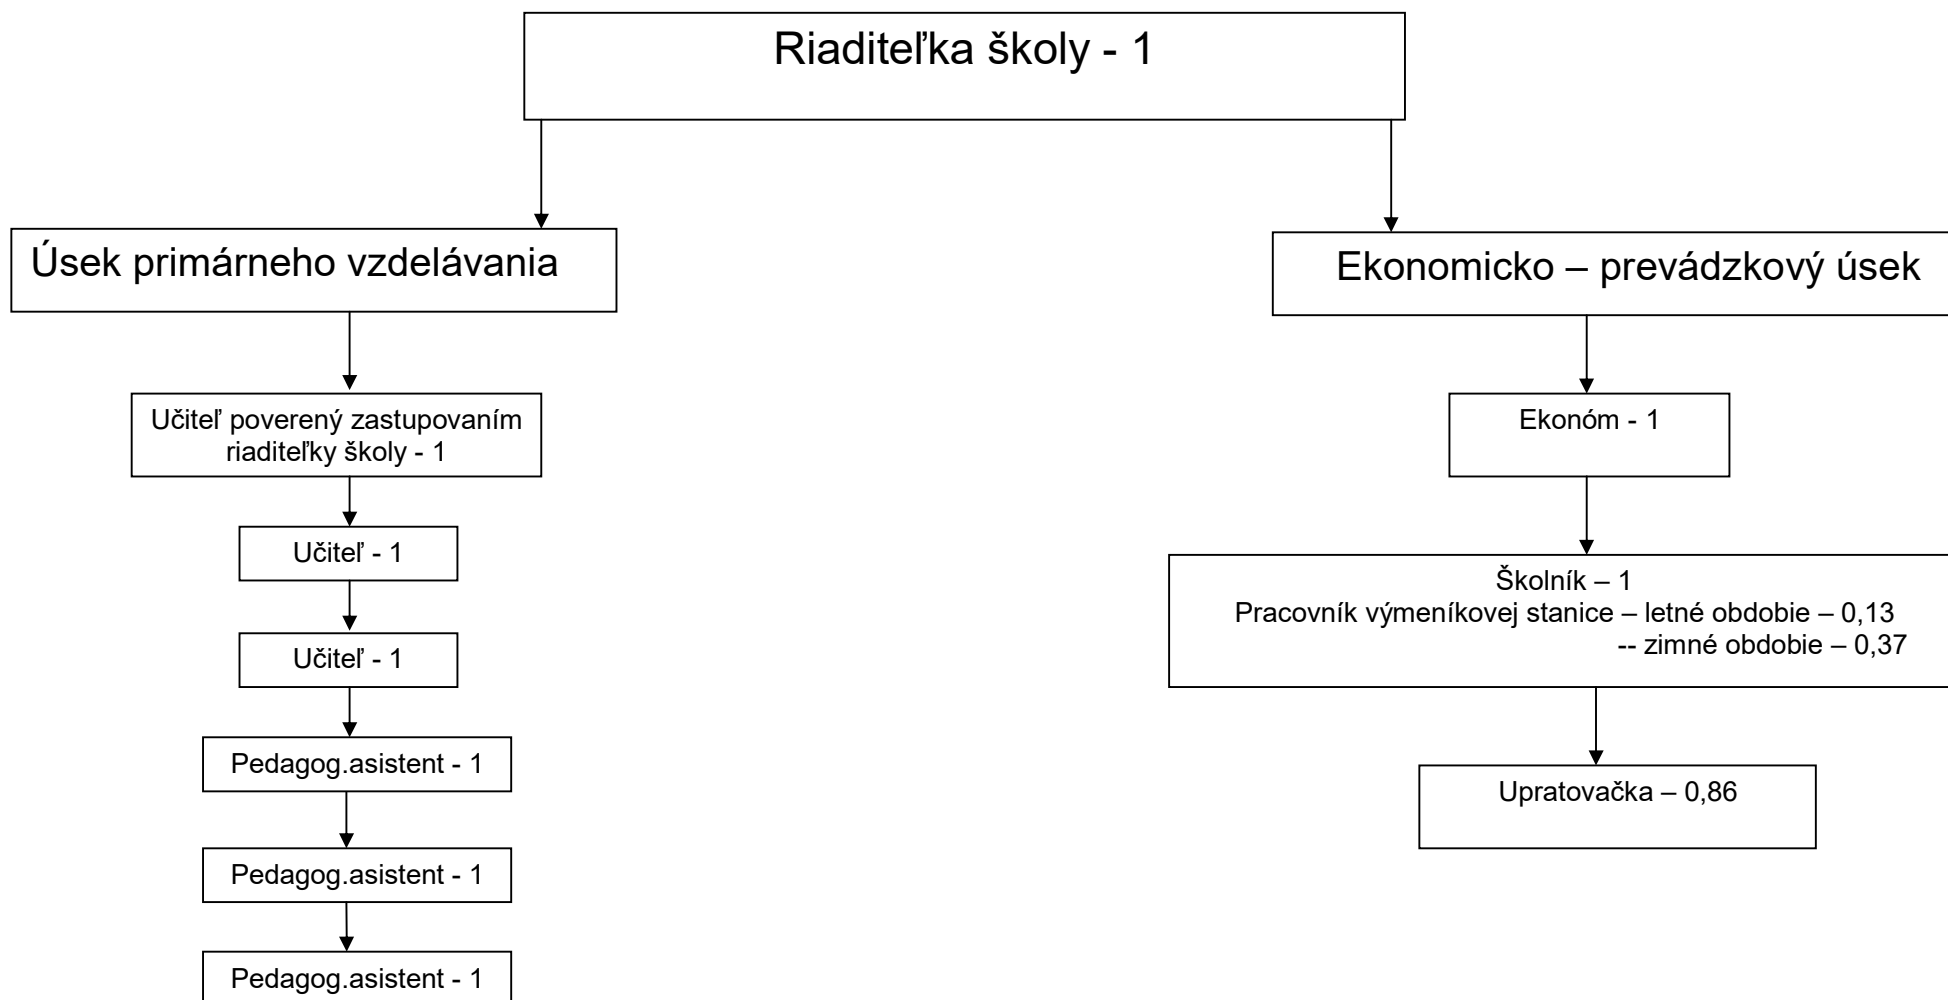 Riaditeľka školy - 1
Úsek primárneho vzdelávania
Ekonomicko – prevádzkový úsek
Učiteľ poverený zastupovaním
riaditeľky školy - 1
Ekonóm - 1
Učiteľ - 1
Školník – 1
Pracovník výmeníkovej stanice – letné obdobie – 0,13
-- zimné obdobie – 0,37
Učiteľ - 1
Pedagog.asistent - 1
Upratovačka – 0,86
Pedagog.asistent - 1
Pedagog.asistent - 1